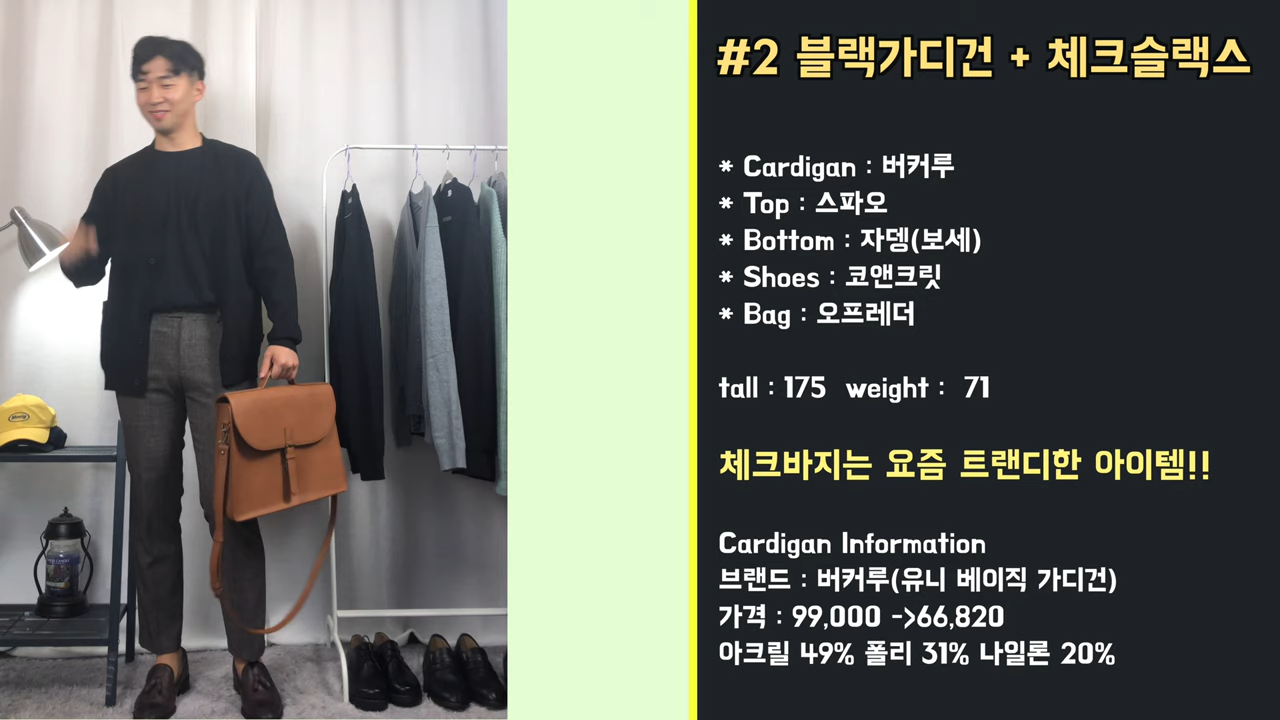 #2 블랙가디건 + 체크슬랙스
* Cardigan : 버커루
* Top : 스파오
* Bottom : 자뎅(보세)
* Shoes : 코앤크릿
* Bag : 오프레더
tall : 175 weight : 71
체크바지는 요즘 트랜디한 아이템!!
Cardigan Information
브랜드 : 버커루(유니 베이직 가디건)
가격 : 99,000 ->66,820
아크릴 49% 폴리 31% 나일론 20%